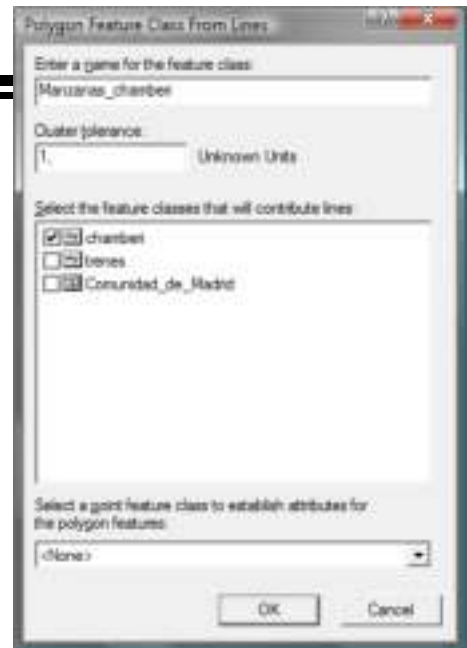 Polygon Feature Class From Lines
Enter a name for the feature class:
Manzanas_chamberi
Cluster tolerance:
1. Unknown Units
Select the feature classes that will contribute lines:
chamberi
trenes
Comunidad_de_Madrid
Select a point feature class to establish attributes for
the polygon features:
<None>
OK Cancel